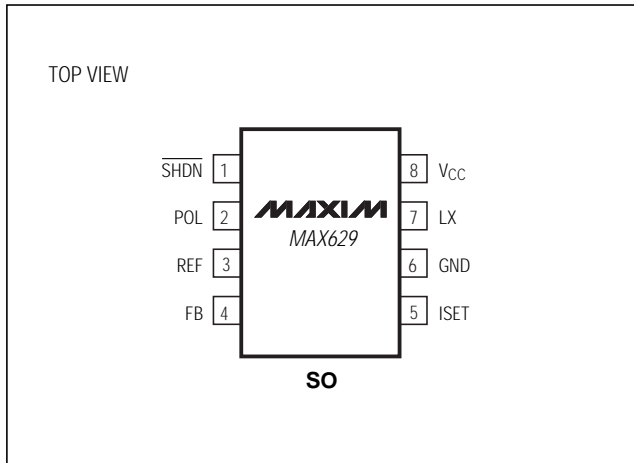 TOP VIEW
SHDN 1
POL 2
REF 3
FB 4
MAXIM
MAX629
8 VCC
7 LX
6 GND
5 ISET
SO